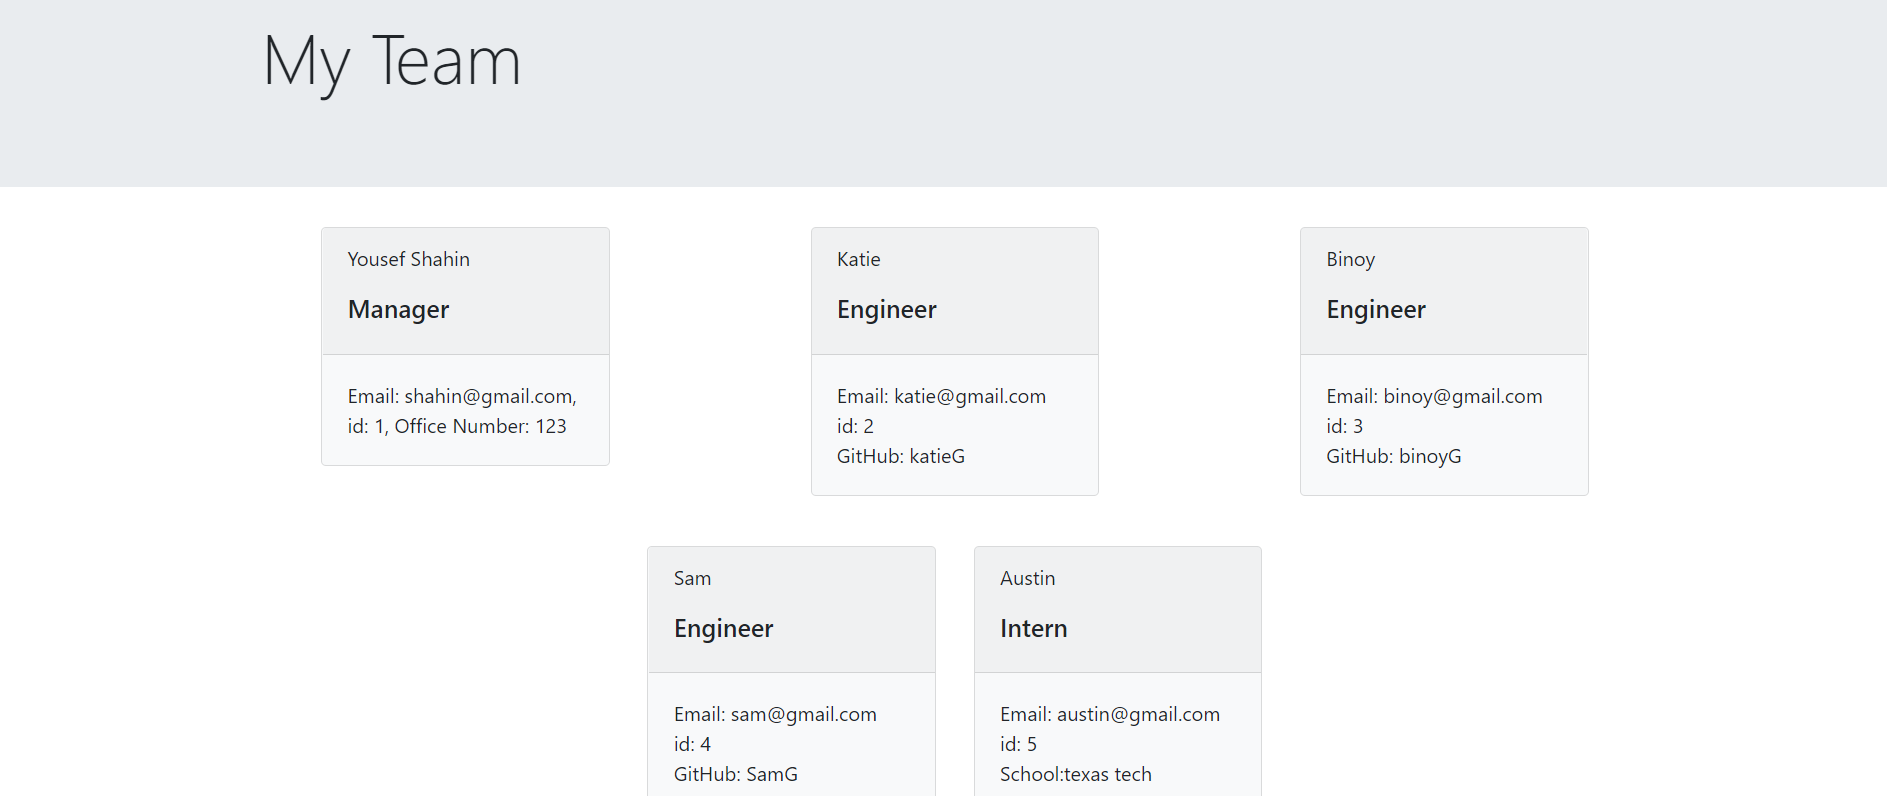 My Team
Yousef Shahin
Manager
Email: shahin@gmail.com,
id: 1, Office Number: 123
Katie
Engineer
Email: katie@gmail.com
id: 2
GitHub: katieG
Binoy
Engineer
Email: binoy@gmail.com
id: 3
GitHub: binoyG
Sam
Engineer
Email: sam@gmail.com
id: 4
GitHub: SamG
Austin
Intern
Email: austin@gmail.com
id: 5
School:texas tech